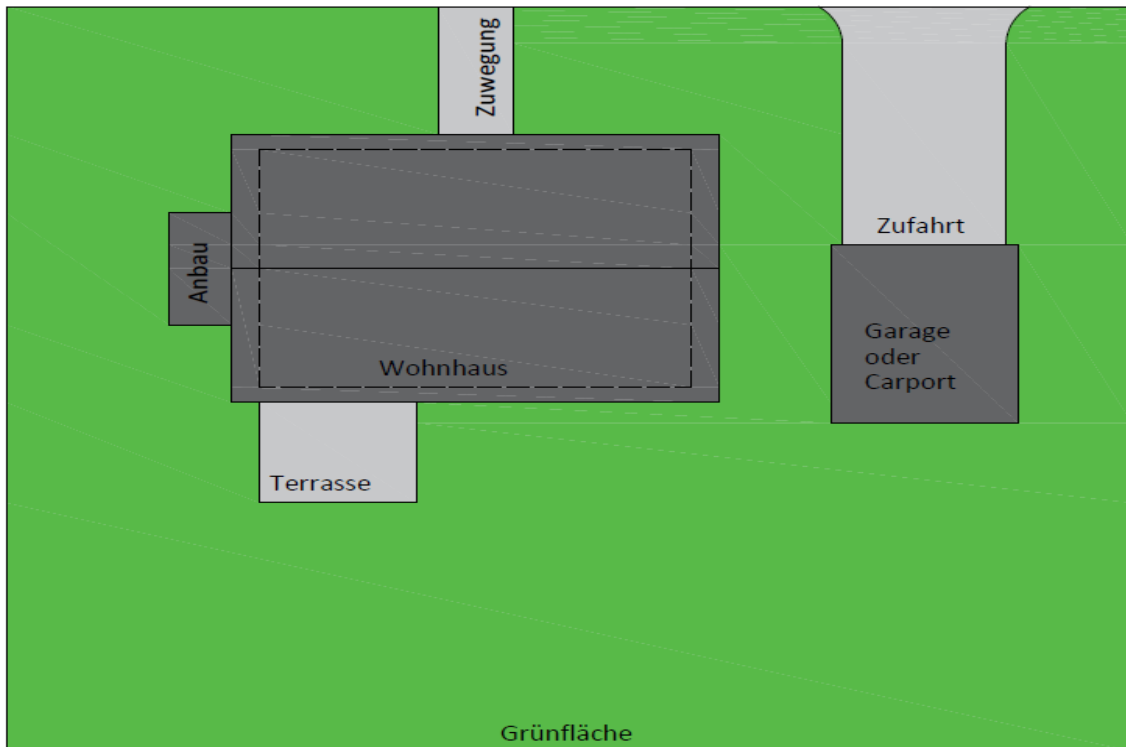 Zuwegung
Zufahrt
Anbau
Garage
oder
Carport
Wohnhaus
Terrasse
Grünfläche